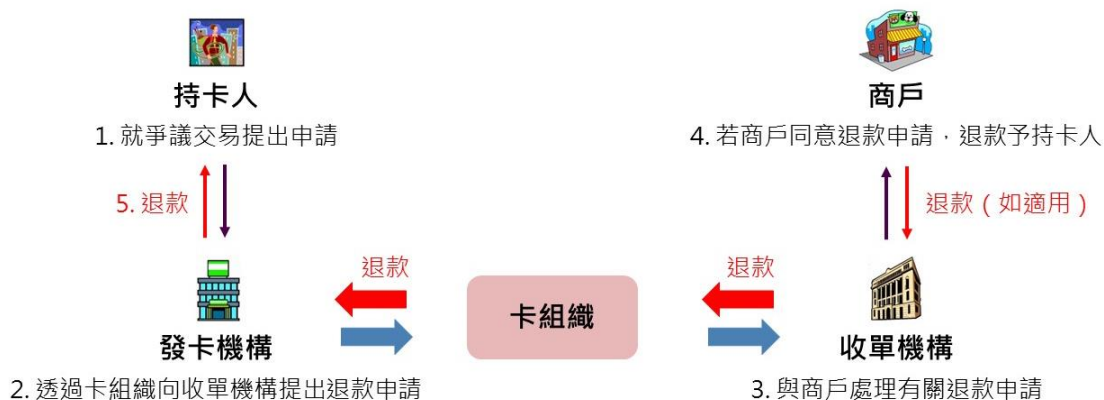 持卡人
1. 就爭議交易提出申請
商戶
4. 若商戶同意退款申請，退款予持卡人
5. 退款
退款（如適用）
退款
退款
卡組織
發卡機構
2. 透過卡組織向收單機構提出退款申請
收單機構
3. 與商戶處理有關退款申請